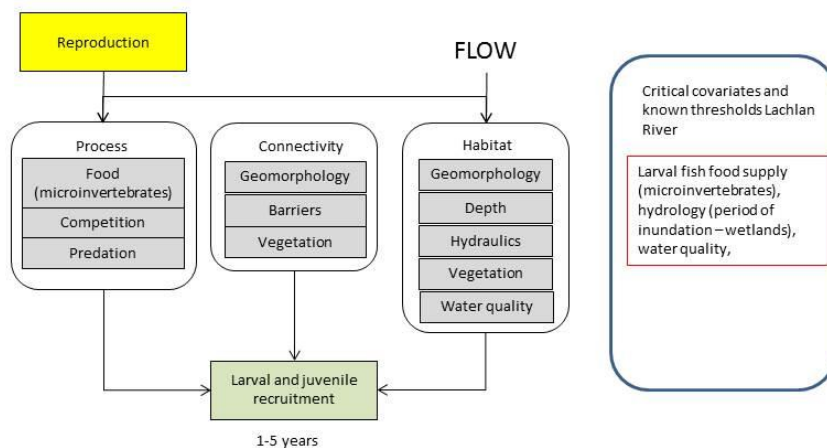 Reproduction
FLOW
Process
Food
(microinvertebrates)
Competition
Predation
Connectivity
Geomorphology
Barriers
Vegetation
Habitat
Geomorphology
Depth
Hydraulics
Vegetation
Water quality
Larval and juvenile
recruitment
1-5 years
Critical covariates and
known thresholds Lachlan
River
Larval fish food supply
(microinvertebrates),
hydrology (period of
inundation – wetlands),
water quality,